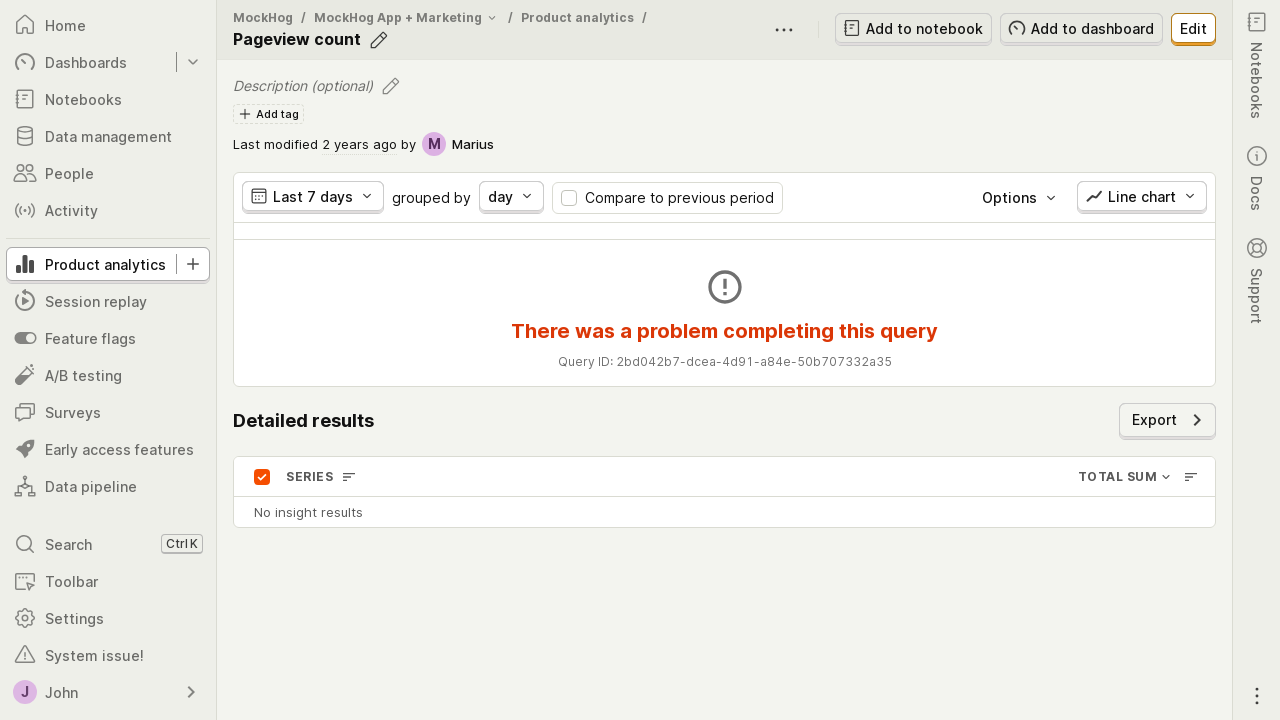 Home
Dashboards
Notebooks
Data management
People
Activity
Product analytics
Session replay
Feature flags
A/B testing
Surveys
Early access features
Data pipeline
Search Ctrl K
Toolbar
Settings
System issue!
J John
MockHog / MockHog App + Marketing / Product analytics /
Pageview count
Add to notebook
Add to dashboard
Edit
Description (optional)
Add tag
Last modified 2 years ago by M Marius
Last 7 days grouped by day Compare to previous period Options Line chart
There was a problem completing this query
Query ID: 2bd042b7-dcea-4d91-a84e-50b707332a35
Detailed results
Export
SERIES TOTAL SUM
No insight results
Notebooks
Docs
Support